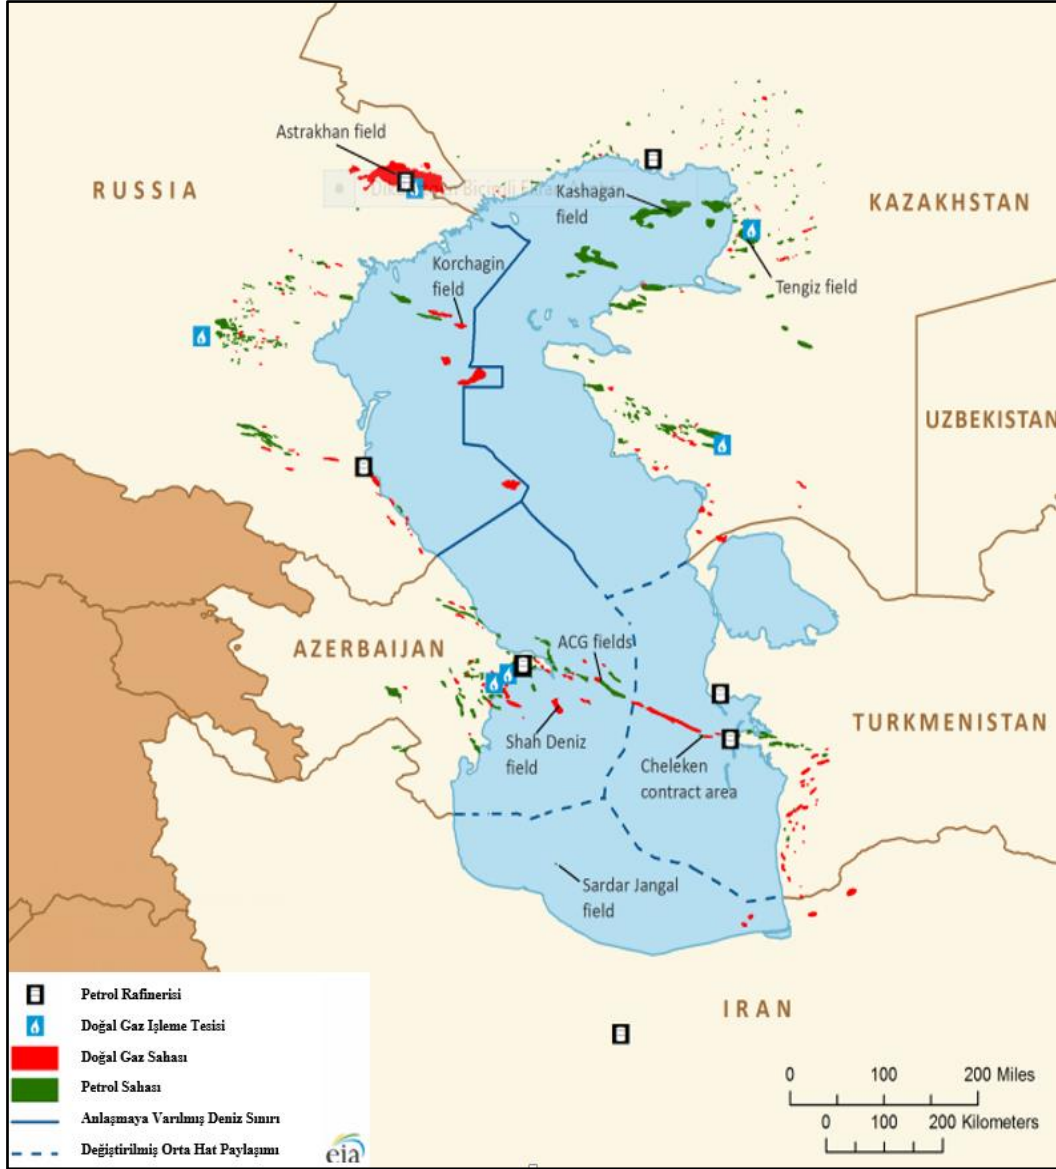 Astrakhan field
RUSSIA
Kashagan
field
KAZAKHSTAN
Korchagin
field
Tengiz field
UZBEKISTAN
AZERBAIJAN
ACG fields
TURKMENISTAN
Shah Deniz
field
Cheleken
contract area
Sardar Jangal
field
IRAN
Petrol Rafinerisi
Doğal Gaz İşleme Tesisi
Doğal Gaz Sahası
Petrol Sahası
Anlaşmaya Varılmış Deniz Sınırı
Değiştirilmiş Orta Hat Paylaşımı
eia
0 100 200 Miles
0 100 200 Kilometers